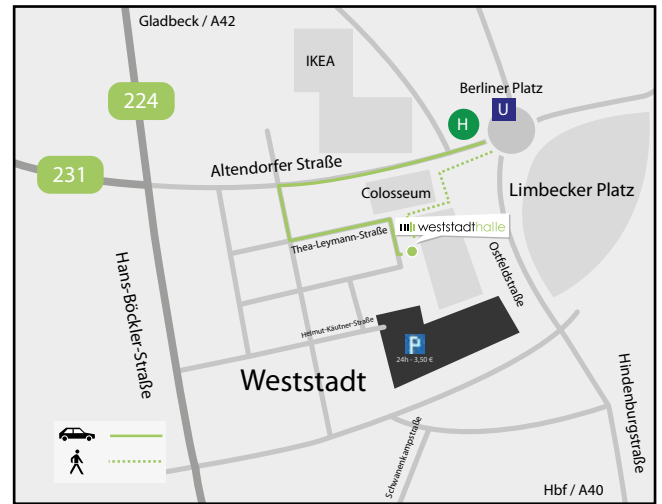 Gladbeck / A42
IKEA
Berliner Platz
224
U
H
231
Altendorfer Straße
Colosseum
Limbecker Platz
weststadthalle
Thea-Leymann-Straße
Ostfeldstraße
Hans-Böckler-Straße
Helmut-Käutner-Straße
P
24h - 3,50 €
Weststadt
Hindenburgstraße
Schwanenkampstraße
Hbf / A40